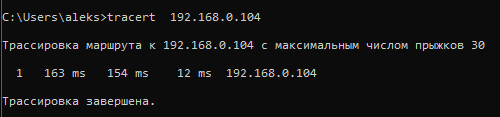 C:\Users\aleks>tracert  192.168.0.104
Трассировка маршрута к 192.168.0.104 с максимальным числом прыжков 30
1   163 ms   154 ms    12 ms  192.168.0.104
Трассировка завершена.